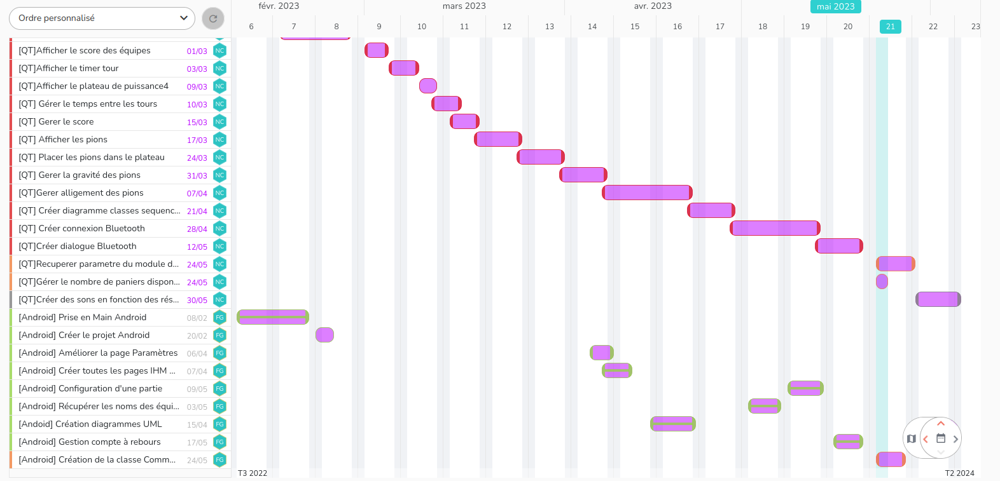 Ordre personnalisé
févr. 2023 mars 2023 avr. 2023 mai 2023
6 7 8 9 10 11 12 13 14 15 16 17 18 19 20 21 22 23
[QT]Afficher le score des équipes 01/03 NC
[QT]Afficher le timer tour 03/03 NC
[QT]Afficher le plateau de puissance4 09/03 NC
[QT] Gérer le temps entre les tours 10/03 NC
[QT] Gerer le score 15/03 NC
[QT] Afficher les pions 17/03 NC
[QT] Placer les pions dans le plateau 24/03 NC
[QT] Gerer la gravité des pions 31/03 NC
[QT]Gerer alligement des pions 07/04 NC
[QT] Créer diagramme classes sequenc... 21/04 NC
[QT] Créer connexion Bluetooth 28/04 NC
[QT]Créer dialogue Bluetooth 12/05 NC
[QT]Recuperer parametre du module d... 24/05 NC
[QT]Gérer le nombre de paniers dispon... 24/05 NC
[QT]Créer des sons en fonction des rés... 30/05 NC
[Android] Prise en Main Android 08/02 FG
[Android] Créer le projet Android 20/02 FG
[Android] Améliorer la page Paramètres 06/04 FG
[Android] Créer toutes les pages IHM ... 07/04 FG
[Android] Configuration d'une partie 09/05 FG
[Android] Récupérer les noms des équi... 03/05 FG
[Andoid] Création diagrammes UML 15/04 FG
[Android] Gestion compte à rebours 17/05 FG
[Android] Création de la classe Comm... 24/05 FG
T3 2022 T2 2024